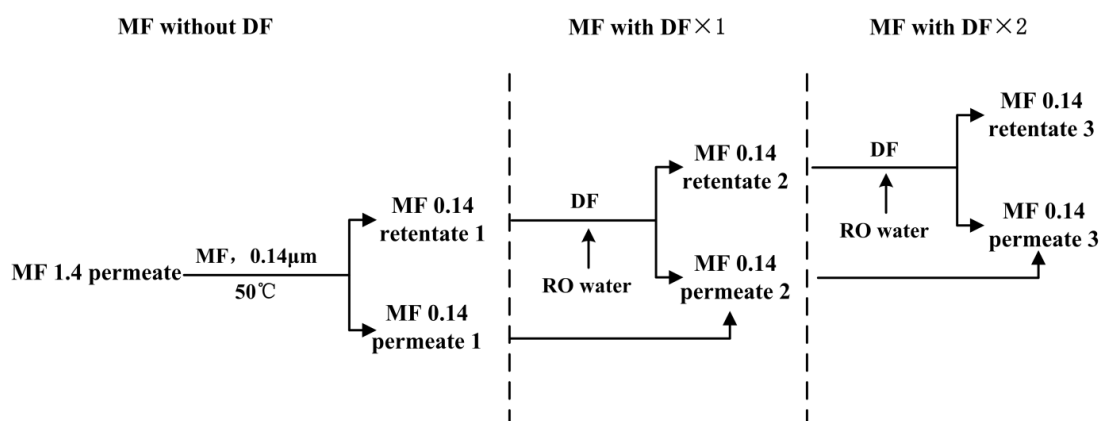 MF without DF
MF with DF×1
MF with DF×2
MF 1.4 permeate
MF，0.14μm
50℃
MF 0.14
retentate 1
MF 0.14
permeate 1
DF
RO water
MF 0.14
retentate 2
MF 0.14
permeate 2
DF
RO water
MF 0.14
retentate 3
MF 0.14
permeate 3